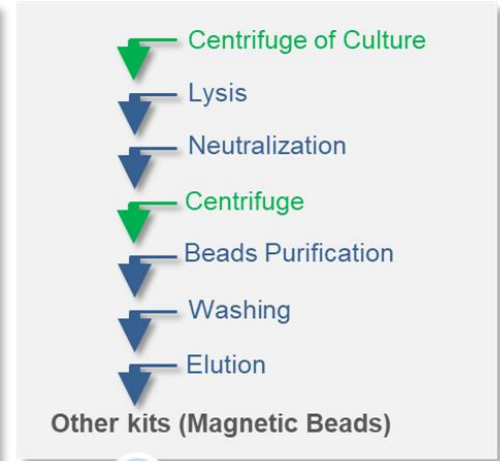 Centrifuge of Culture
Lysis
Neutralization
Centrifuge
Beads Purification
Washing
Elution
Other kits (Magnetic Beads)